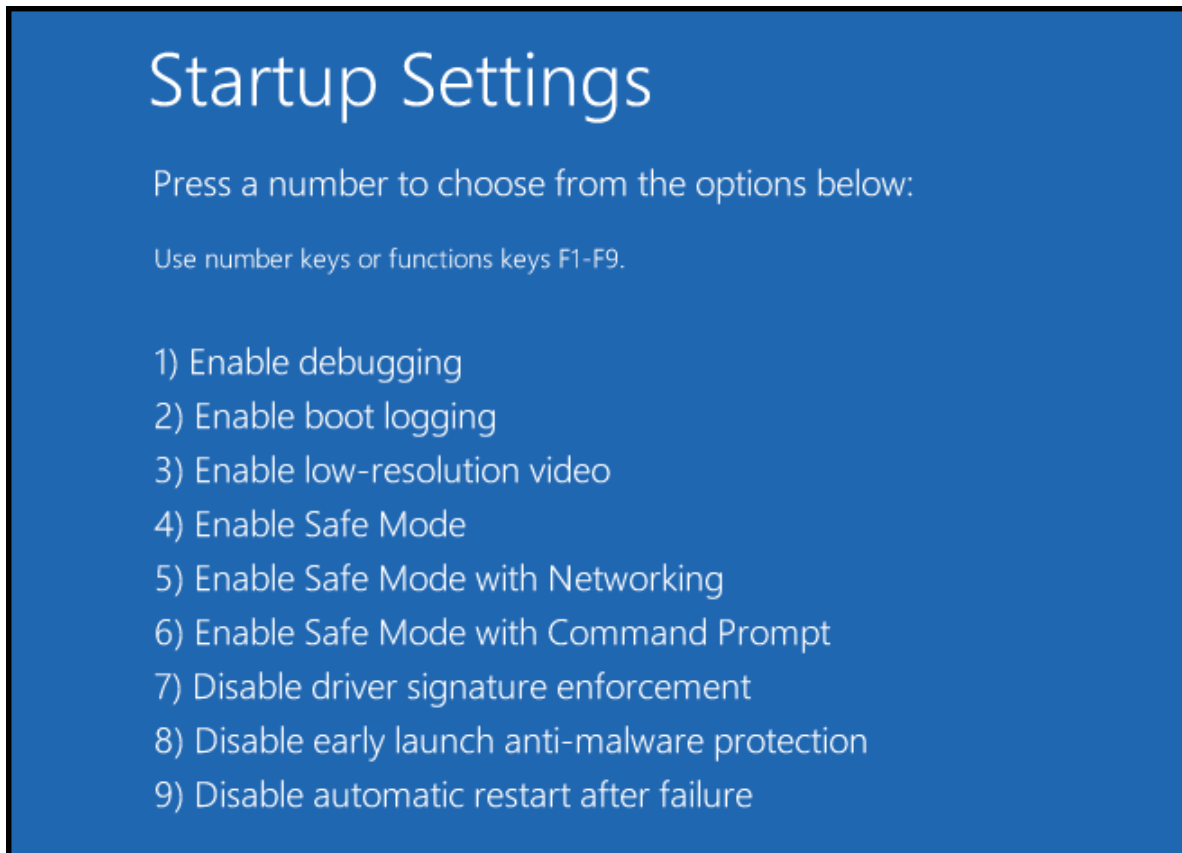 Startup Settings
Press a number to choose from the options below:
Use number keys or functions keys F1-F9.
1) Enable debugging
2) Enable boot logging
3) Enable low-resolution video
4) Enable Safe Mode
5) Enable Safe Mode with Networking
6) Enable Safe Mode with Command Prompt
7) Disable driver signature enforcement
8) Disable early launch anti-malware protection
9) Disable automatic restart after failure